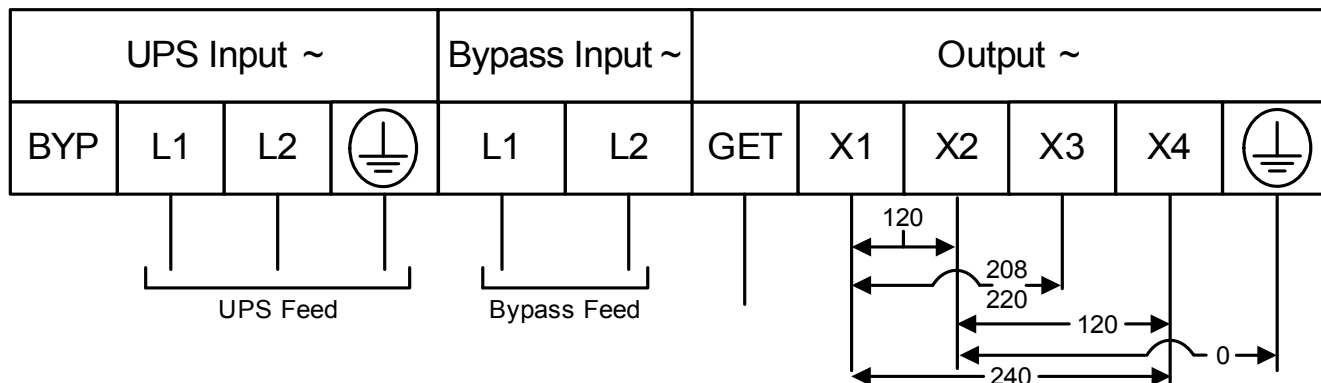 UPS Input ~ Bypass Input ~ Output ~
BYP L1 L2 L1 L2 GET X1 X2 X3 X4
120
208
220
UPS Feed Bypass Feed
120
0
240